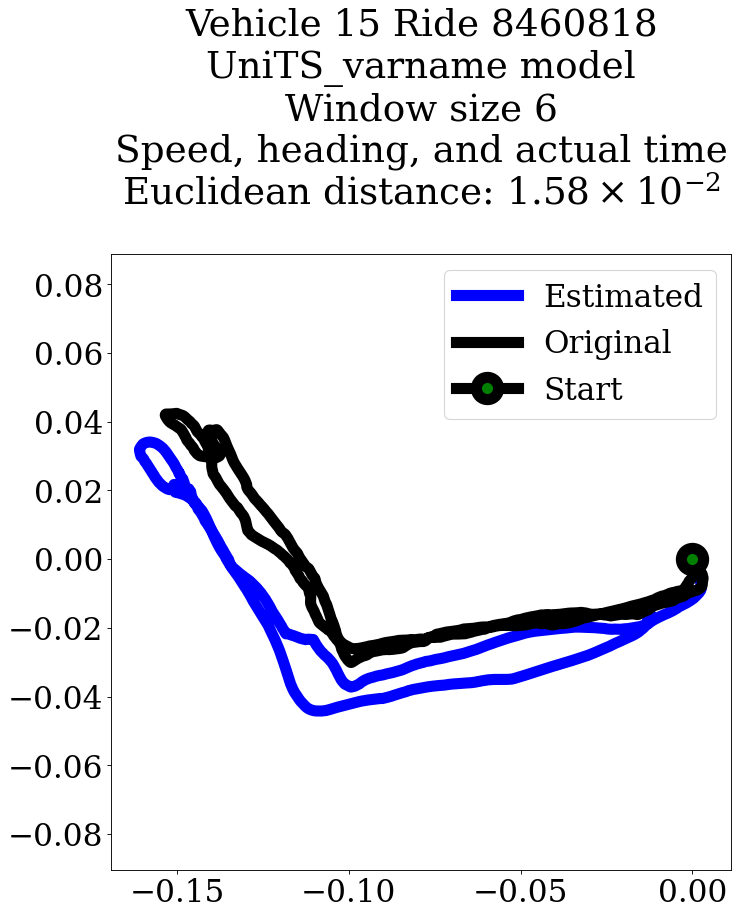 Vehicle 15 Ride 8460818
UniTS_varname model
Window size 6
Speed, heading, and actual time
Euclidean distance: 1.58 × 10⁻²
Estimated
Original
Start
0.08
0.06
0.04
0.02
0.00
−0.02
−0.04
−0.06
−0.08
−0.15
−0.10
−0.05
0.00